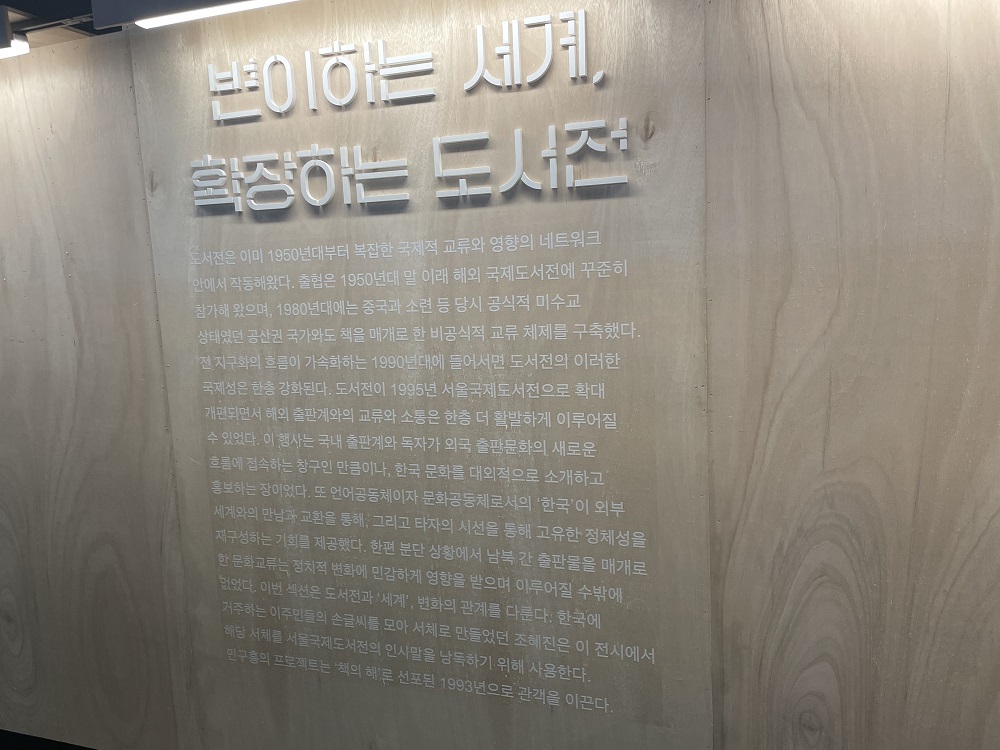 변이하는 세계,
확장하는 도서전
도서전은 이미 1950년대부터 복잡한 국제적 교류와 영향의 네트워크
안에서 작동해왔다. 출협은 1950년대 말 이래 해외 국제도서전에 꾸준히
참가해 왔으며, 1980년대에는 중국과 소련 등 당시 공식적 미수교
상태였던 공산권 국가와도 책을 매개로 한 비공식적 교류 체제를 구축했다.
전 지구화의 흐름이 가속화하는 1990년대에 들어서면 도서전의 이러한
국제성은 한층 강화된다. 도서전이 1995년 서울국제도서전으로 확대
개편되면서 해외 출판계와의 교류와 소통은 한층 더 활발하게 이루어질
수 있었다. 이 행사는 국내 출판계와 독자가 외국 출판문화의 새로운
흐름에 접속하는 창구인 만큼이나, 한국 문화를 대외적으로 소개하고
홍보하는 장이었다. 또 언어공동체이자 문화공동체로서의 ‘한국’이 외부
세계와의 만남과 교환을 통해, 그리고 타자의 시선을 통해 고유한 정체성을
재구성하는 기회를 제공했다. 한편 분단 상황에서 남북 간 출판물을 매개로
한 문화교류는 정치적 변화에 민감하게 영향을 받으며 이루어질 수밖에
없었다. 이번 섹션은 도서전과 ‘세계’, 변화의 관계를 다룬다. 한국에
거주하는 이주민들의 손글씨를 모아 서체로 만들었던 조혜진은 이 전시에서
해당 서체를 서울국제도서전의 인사말을 낭독하기 위해 사용한다.
민구홍의 프로젝트는 ‘책의 해’로 선포된 1993년으로 관객을 이끈다.